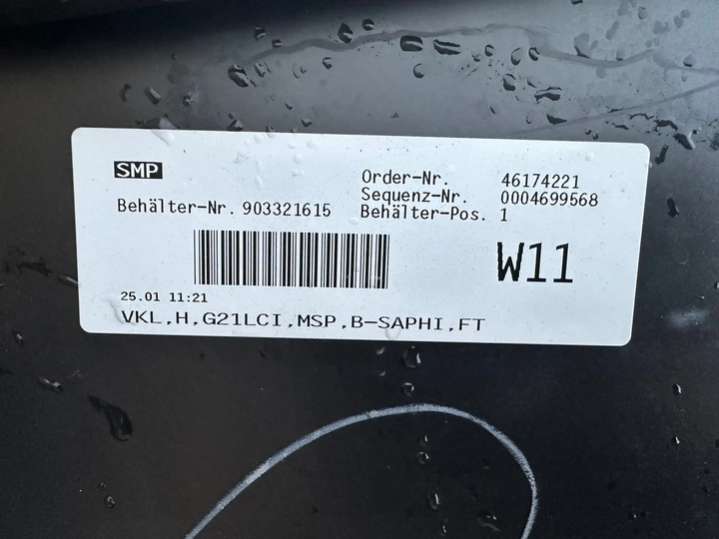 SMP
Order-Nr. 46174221
Sequenz-Nr. 0004699568
Behälter-Nr. 903321615 Behälter-Pos. 1
W11
25.01 11:21
VKL,H,G21LCI,MSP,B-SAPHI,FT